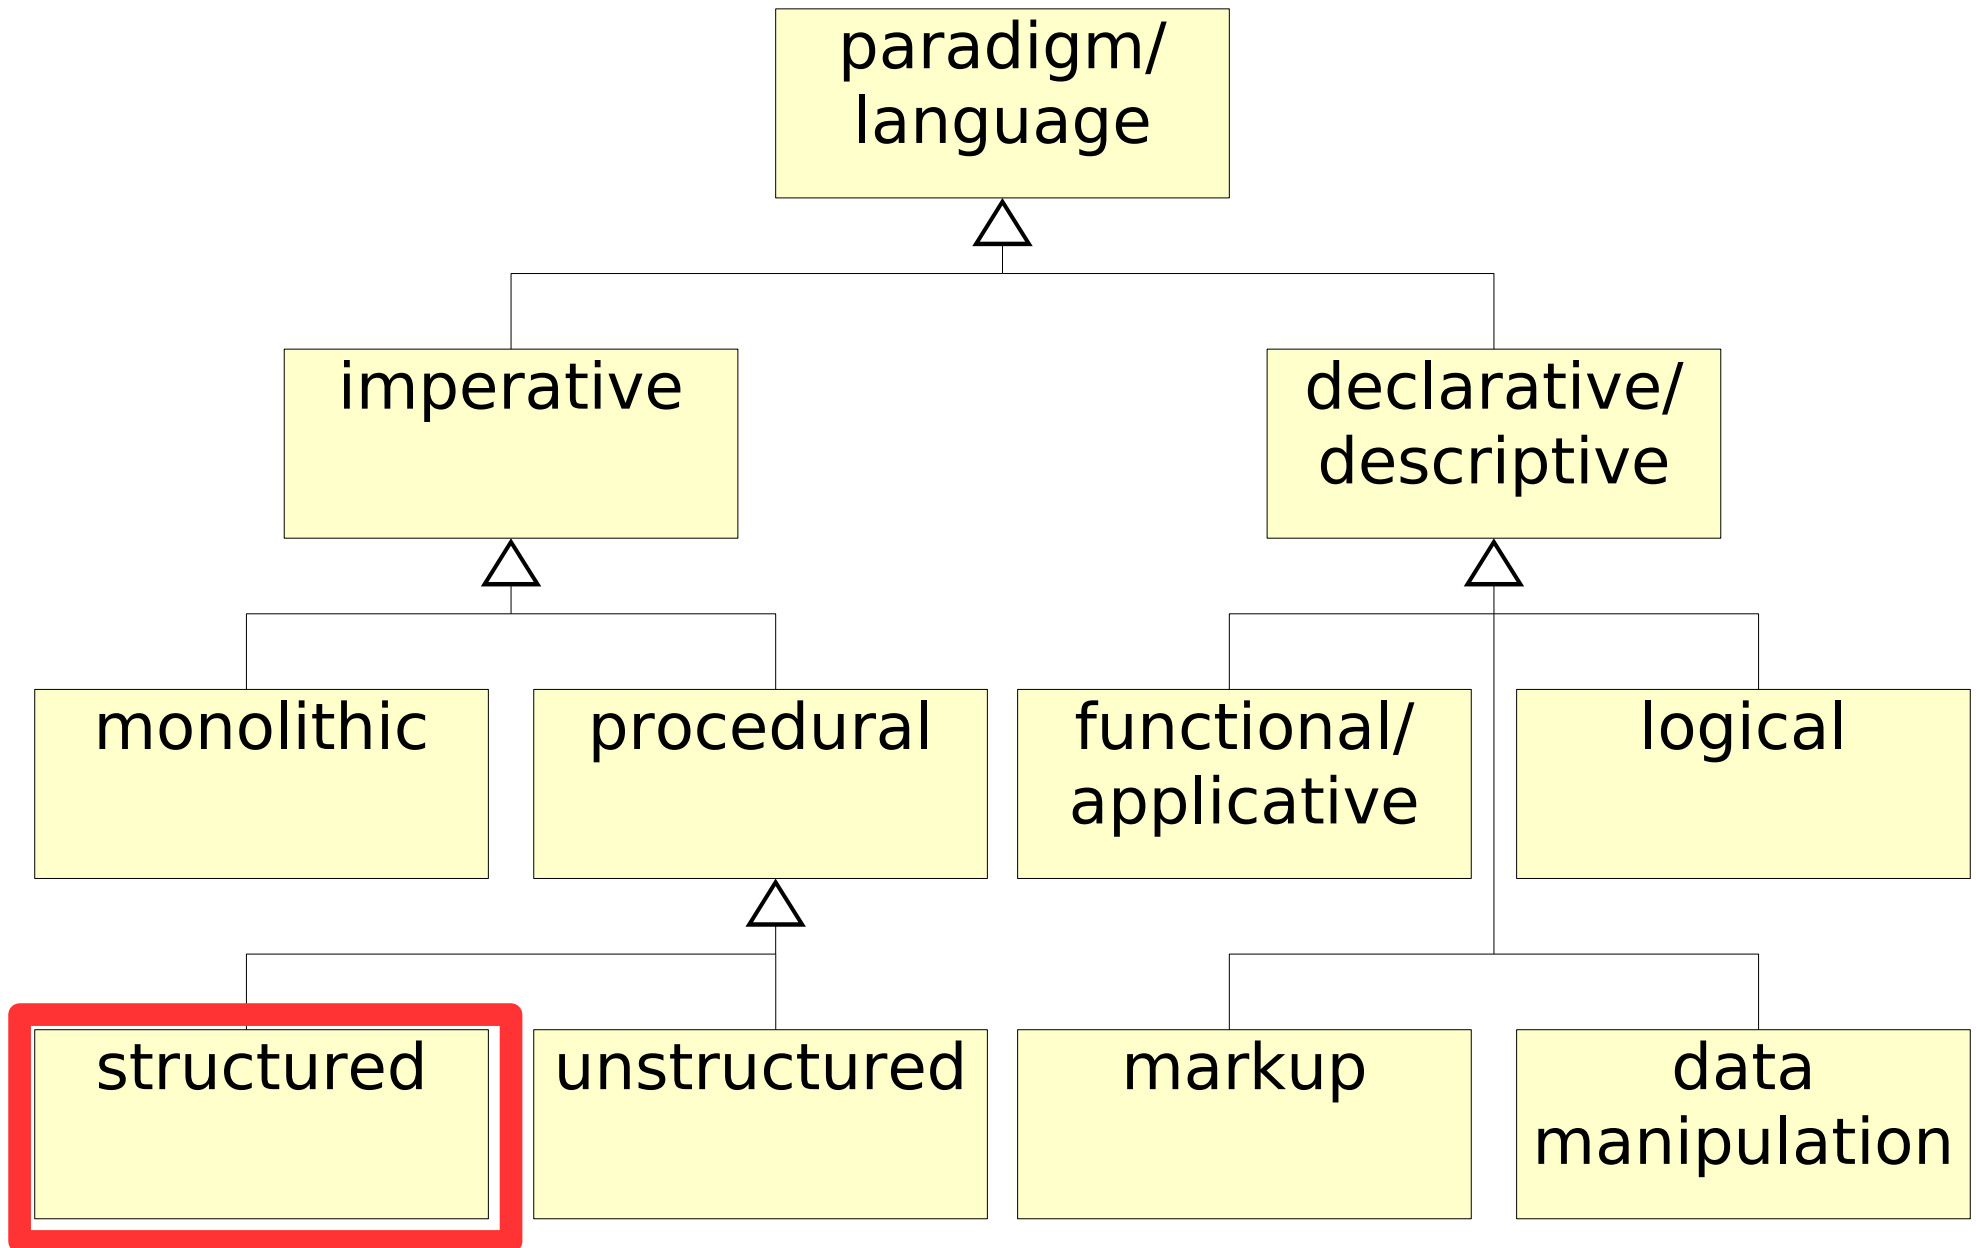 paradigm/
language
imperative
declarative/
descriptive
monolithic
procedural
functional/
applicative
logical
structured
unstructured
markup
data
manipulation